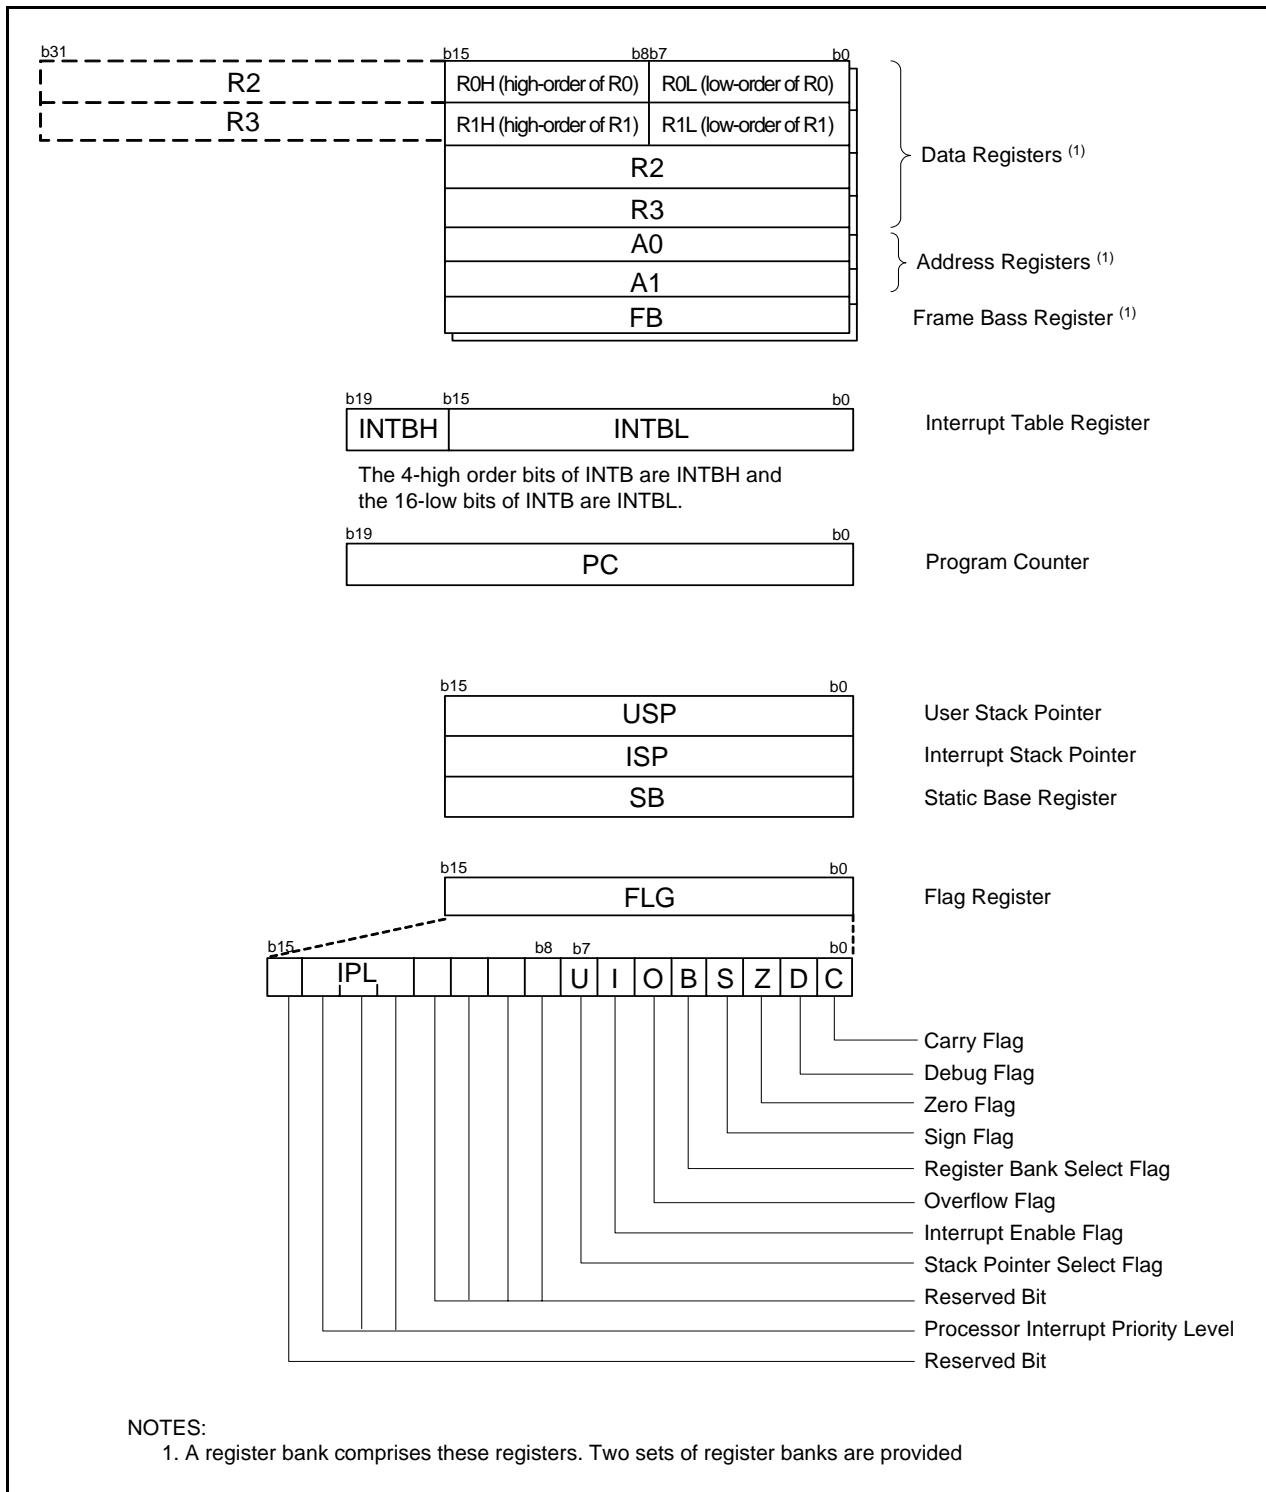 b31 b15 b8b7 b0
R2 R0H (high-order of R0) R0L (low-order of R0)
R3 R1H (high-order of R1) R1L (low-order of R1)
R2
R3
Data Registers (1)
A0
A1
Address Registers (1)
FB Frame Bass Register (1)
b19 b15 b0
INTBH INTBL Interrupt Table Register
The 4-high order bits of INTB are INTBH and
the 16-low bits of INTB are INTBL.
b19 b0
PC Program Counter
b15 b0
USP User Stack Pointer
ISP Interrupt Stack Pointer
SB Static Base Register
b15 b0
FLG Flag Register
b15 b8 b7 b0
IPL U I O B S Z D C
Carry Flag
Debug Flag
Zero Flag
Sign Flag
Register Bank Select Flag
Overflow Flag
Interrupt Enable Flag
Stack Pointer Select Flag
Reserved Bit
Processor Interrupt Priority Level
Reserved Bit
NOTES:
1. A register bank comprises these registers. Two sets of register banks are provided